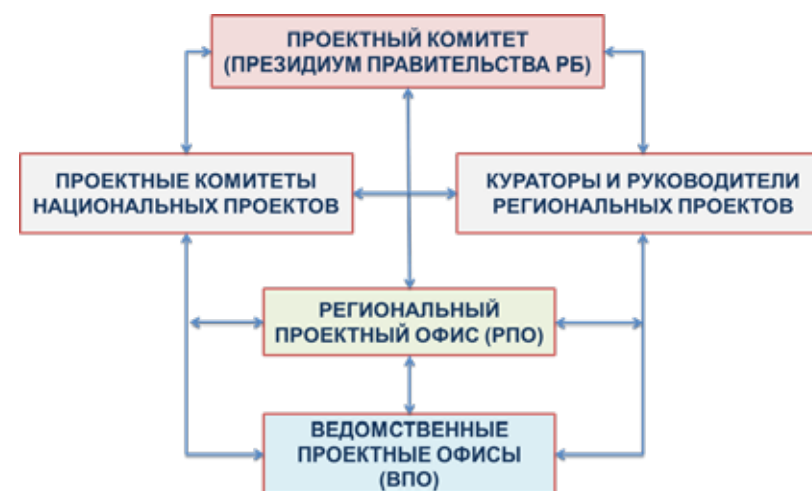 ПРОЕКТНЫЙ КОМИТЕТ
(ПРЕЗИДИУМ ПРАВИТЕЛЬСТВА РБ)
ПРОЕКТНЫЕ КОМИТЕТЫ
НАЦИОНАЛЬНЫХ ПРОЕКТОВ
КУРАТОРЫ И РУКОВОДИТЕЛИ
РЕГИОНАЛЬНЫХ ПРОЕКТОВ
РЕГИОНАЛЬНЫЙ
ПРОЕКТНЫЙ ОФИС (РПО)
ВЕДОМСТВЕННЫЕ
ПРОЕКТНЫЕ ОФИСЫ
(ВПО)